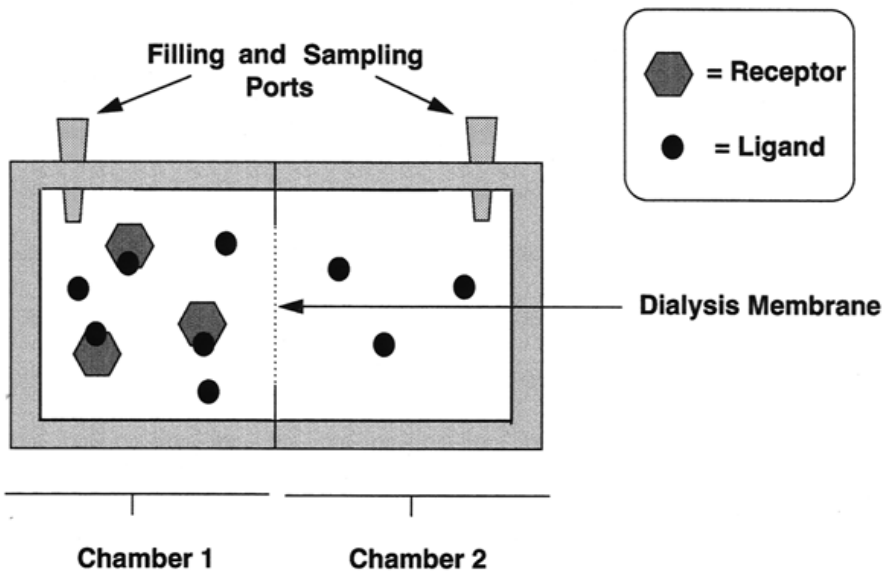 Filling and Sampling
Ports
= Receptor
= Ligand
Dialysis Membrane
Chamber 1
Chamber 2